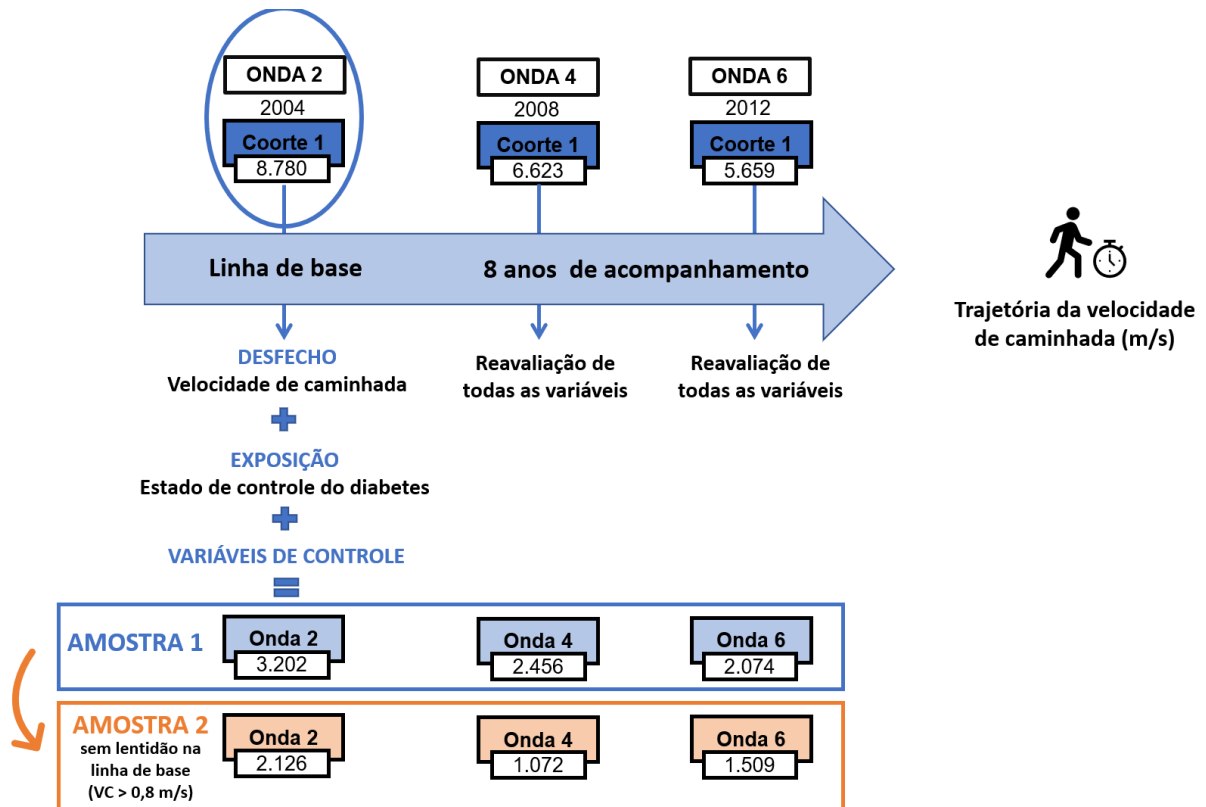 ONDA 2
2004
Coorte 1
8.780
ONDA 4
2008
Coorte 1
6.623
ONDA 6
2012
Coorte 1
5.659
Linha de base
8 anos de acompanhamento
Trajetória da velocidade
de caminhada (m/s)
DESFECHO
Velocidade de caminhada
Reavaliação de
todas as variáveis
Reavaliação de
todas as variáveis
EXPOSIÇÃO
Estado de controle do diabetes
VARIÁVEIS DE CONTROLE
AMOSTRA 1
Onda 2
3.202
Onda 4
2.456
Onda 6
2.074
AMOSTRA 2
sem lentidão na
linha de base
(VC > 0,8 m/s)
Onda 2
2.126
Onda 4
1.072
Onda 6
1.509